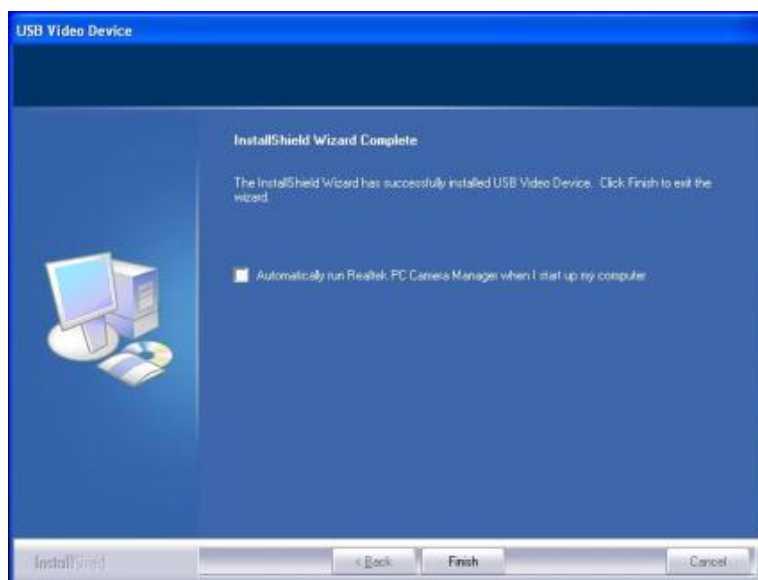 USB Video Device
InstallShield Wizard Complete
The InstallShield Wizard has successfully installed USB Video Device. Click Finish to exit the
wizard.
Automatically run Realtek PC Camera Manager when I start up my computer
InstallShield
< Back
Finish
Cancel